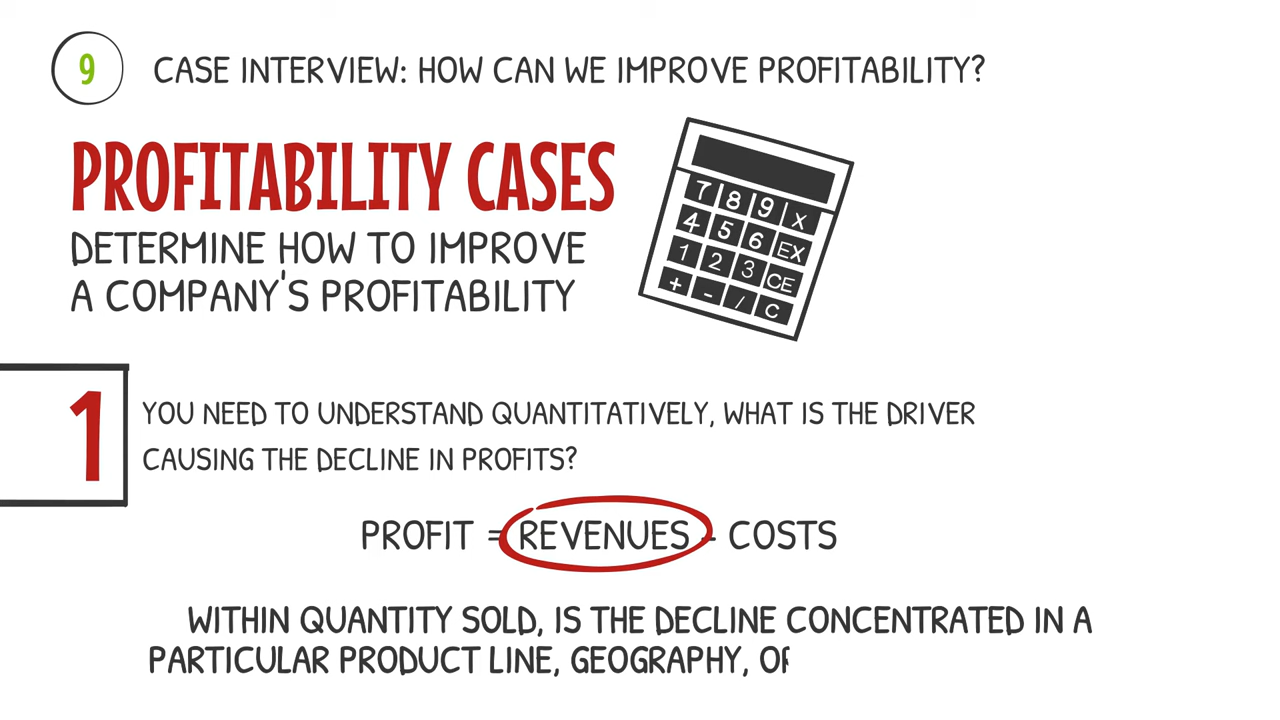 9
CASE INTERVIEW: HOW CAN WE IMPROVE PROFITABILITY?
PROFITABILITY CASES
DETERMINE HOW TO IMPROVE
A COMPANY'S PROFITABILITY
7 8 9 X
4 5 6 EX
1 2 3 CE
+ - / C
1
YOU NEED TO UNDERSTAND QUANTITATIVELY, WHAT IS THE DRIVER
CAUSING THE DECLINE IN PROFITS?
PROFIT = REVENUES - COSTS
WITHIN QUANTITY SOLD, IS THE DECLINE CONCENTRATED IN A
PARTICULAR PRODUCT LINE, GEOGRAPHY,